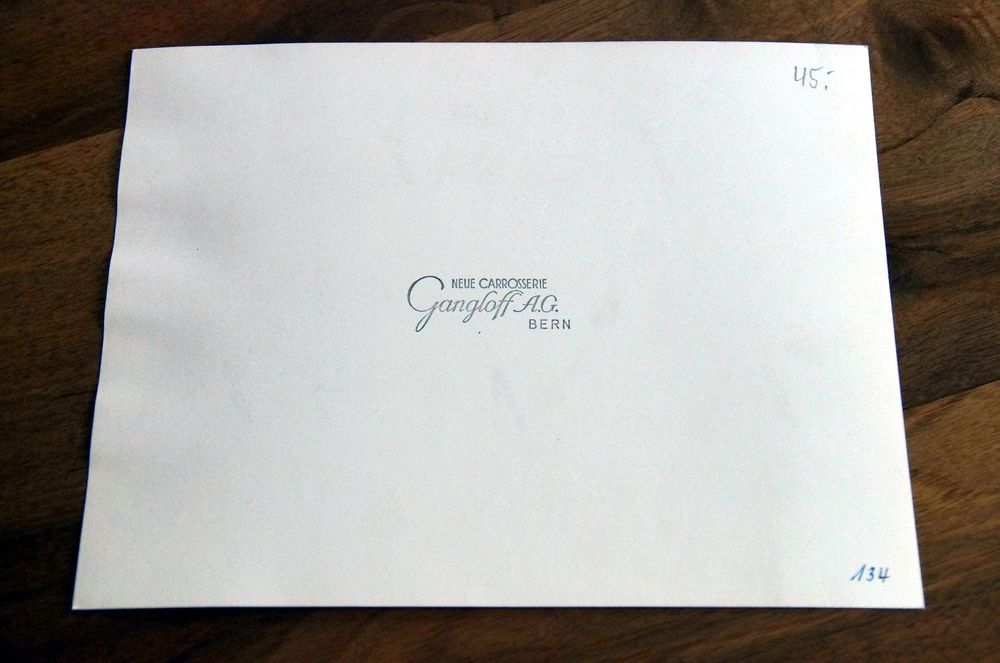 45.-
NEUE CARROSSERIE
Gangloff A.G.
BERN
134